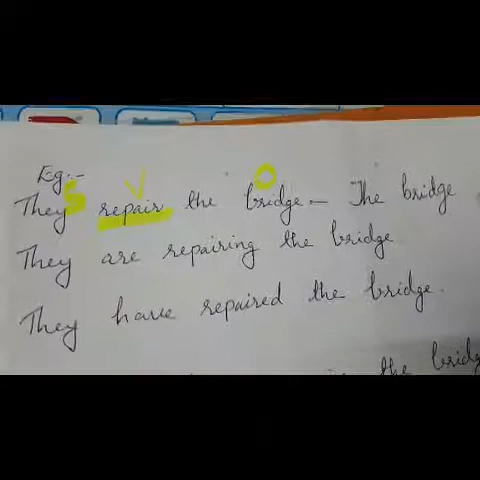 Eg:-
S V O
They repair the bridge – The bridge
They are repairing the bridge
They have repaired the bridge.
the bridg